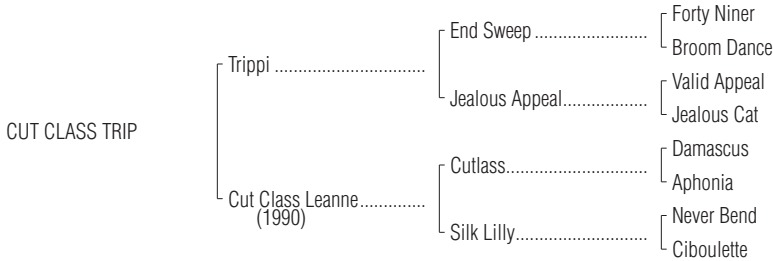 Forty Niner
End Sweep ........................
Broom Dance
Trippi ................................
Valid Appeal
Jealous Appeal..................
Jealous Cat
CUT CLASS TRIP
Damascus
Cutlass..............................
Aphonia
Cut Class Leanne..............
(1990)
Never Bend
Silk Lilly............................
Ciboulette